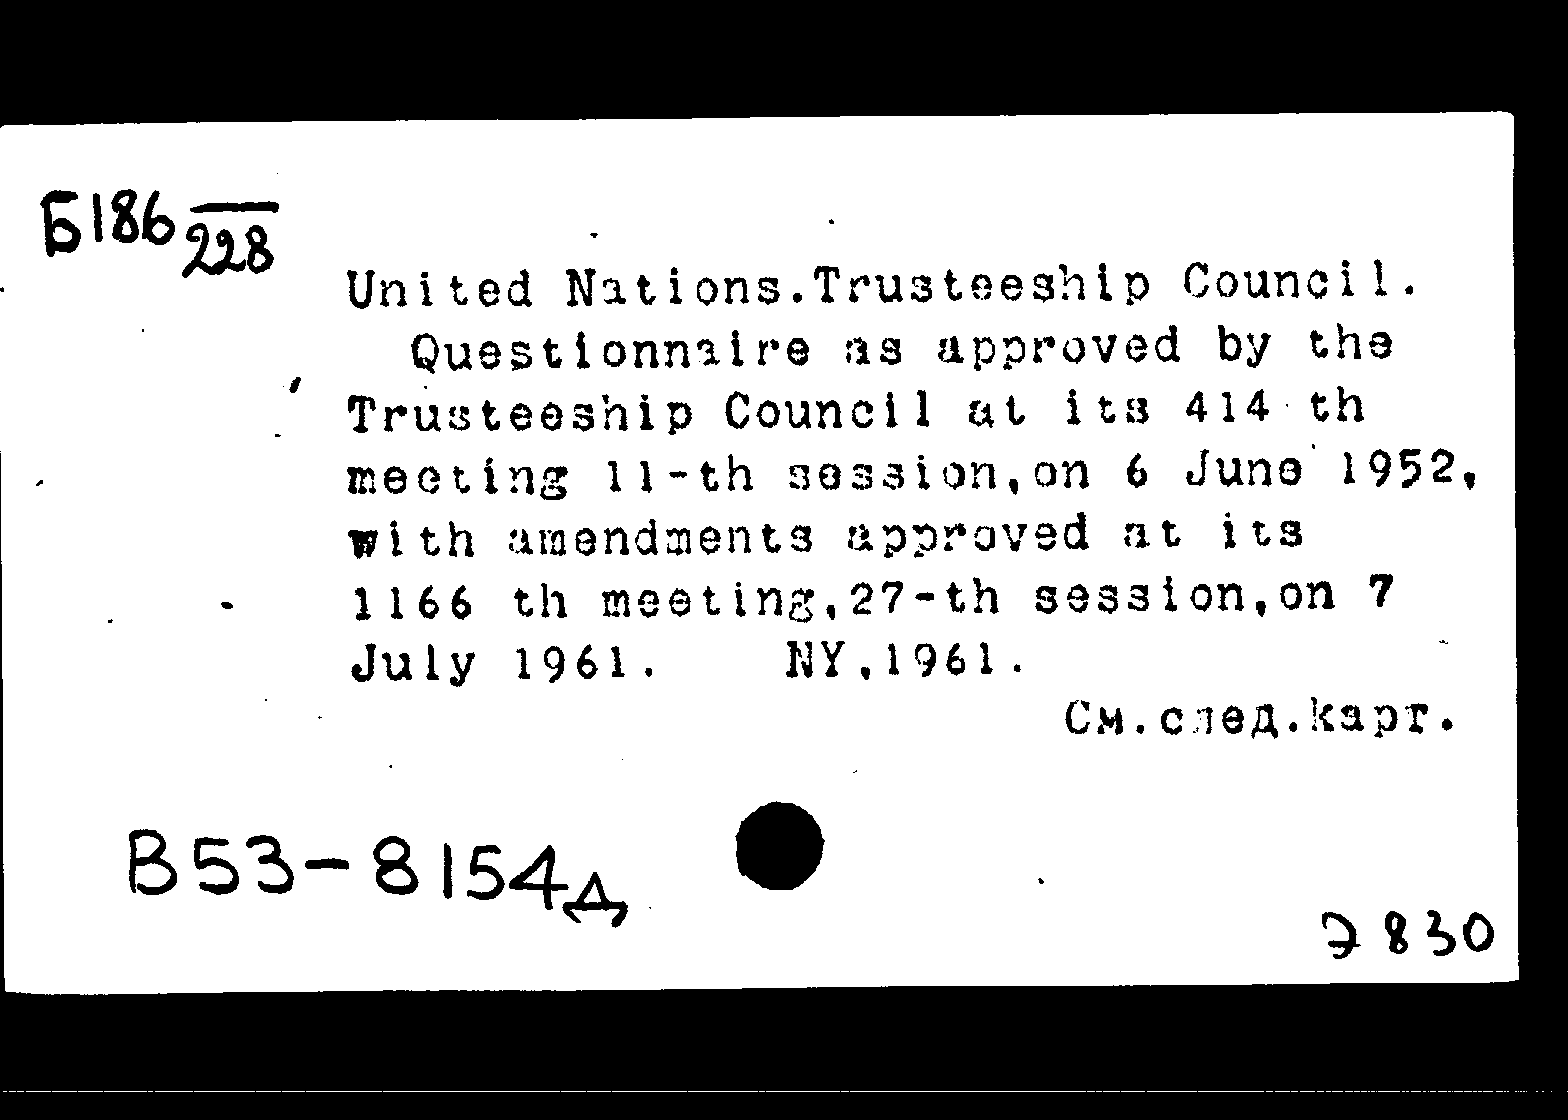 Б186 228
United Nations.Trusteeship Council.
Questionnaire as approved by the
Trusteeship Council at its 414 th
meeting 11-th session,on 6 June 1952,
with amendments approved at its
1166 th meeting,27-th session,on 7
July 1961. NY,1961.
См.след.карт.
В53-8154д
Э 830